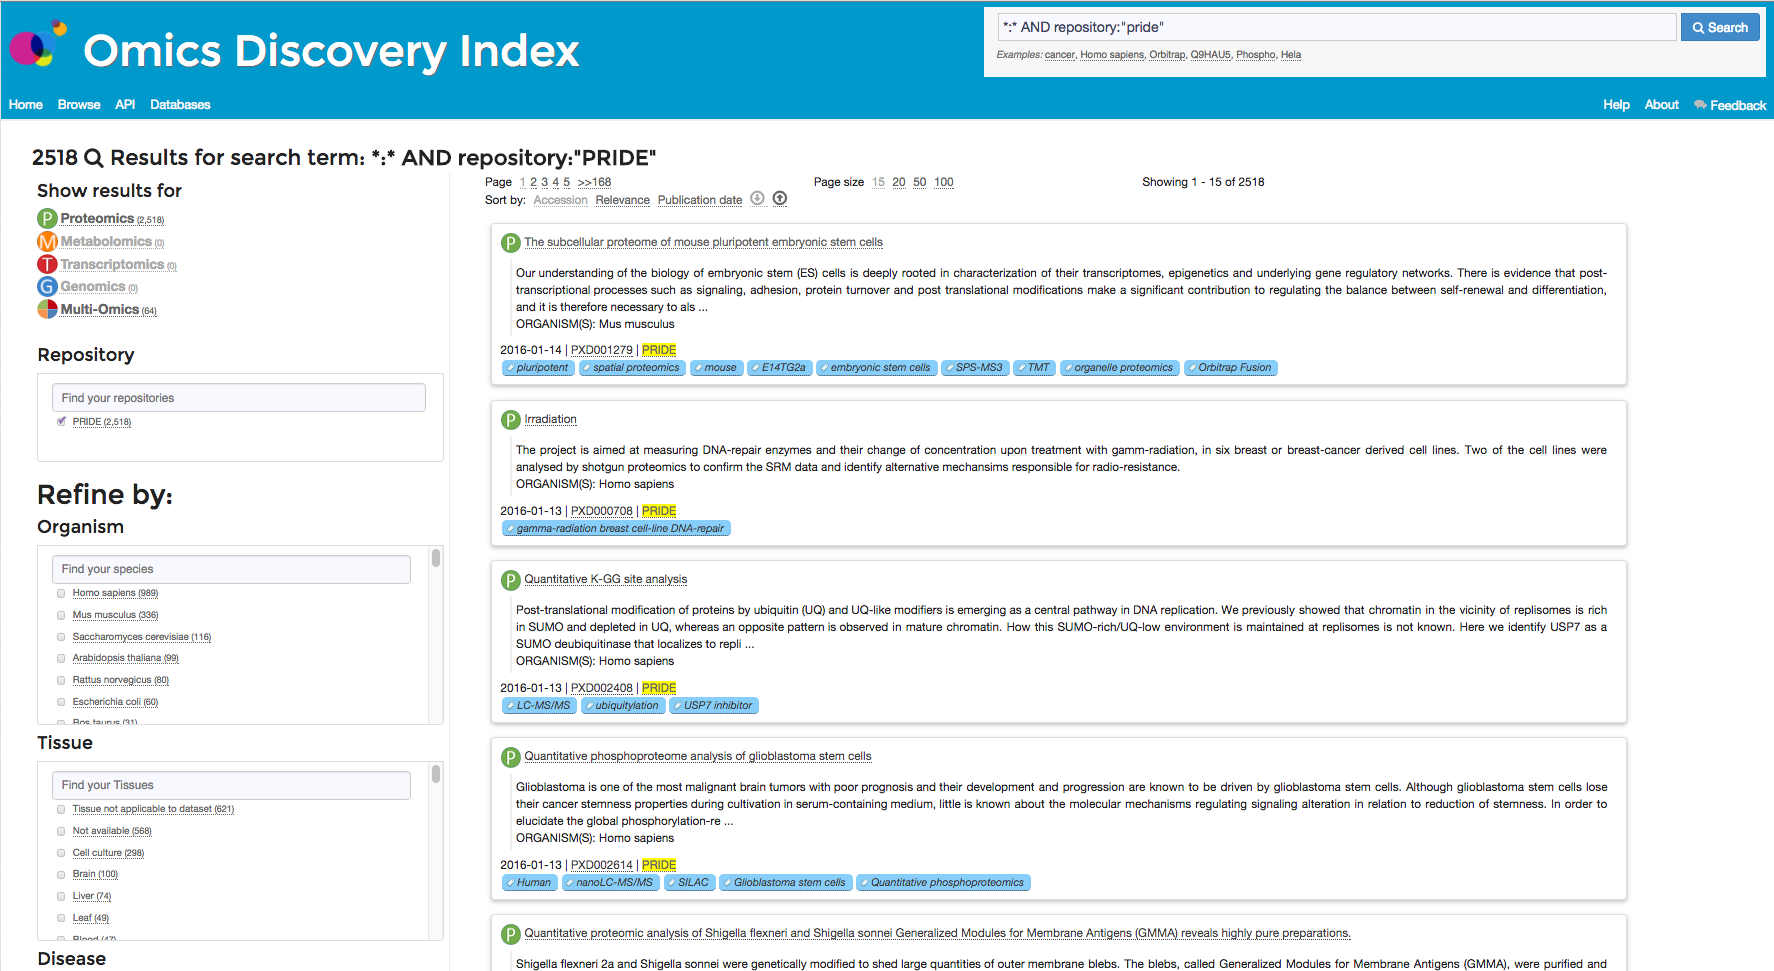 Omics Discovery Index
*:* AND repository:"pride"
Search
Examples: cancer, Homo sapiens, Orbitrap, Q9HAU5, Phospho, Hela
Home Browse API Databases
Help About Feedback
2518 Results for search term: *:* AND repository:"PRIDE"
Show results for
P Proteomics (2,518)
M Metabolomics (0)
T Transcriptomics (0)
G Genomics (0)
Multi-Omics (64)
Repository
Find your repositories
PRIDE (2,518)
Refine by:
Organism
Find your species
Homo sapiens (989)
Mus musculus (336)
Saccharomyces cerevisiae (116)
Arabidopsis thaliana (99)
Rattus norvegicus (80)
Escherichia coli (60)
Bos taurus (31)
Tissue
Find your Tissues
Tissue not applicable to dataset (621)
Not available (568)
Cell culture (298)
Brain (100)
Liver (74)
Leaf (49)
Blood (47)
Disease
Page 1 2 3 4 5 >>168
Page size 15 20 50 100
Showing 1 - 15 of 2518
Sort by: Accession Relevance Publication date
P The subcellular proteome of mouse pluripotent embryonic stem cells
Our understanding of the biology of embryonic stem (ES) cells is deeply rooted in characterization of their transcriptomes, epigenetics and underlying gene regulatory networks. There is evidence that post-
transcriptional processes such as signaling, adhesion, protein turnover and post translational modifications make a significant contribution to regulating the balance between self-renewal and differentiation,
and it is therefore necessary to als ...
ORGANISM(S): Mus musculus
2016-01-14 | PXD001279 | PRIDE
pluripotent spatial proteomics mouse E14TG2a embryonic stem cells SPS-MS3 TMT organelle proteomics Orbitrap Fusion
P Irradiation
The project is aimed at measuring DNA-repair enzymes and their change of concentration upon treatment with gamm-radiation, in six breast or breast-cancer derived cell lines. Two of the cell lines were
analysed by shotgun proteomics to confirm the SRM data and identify alternative mechansims responsible for radio-resistance.
ORGANISM(S): Homo sapiens
2016-01-13 | PXD000708 | PRIDE
gamma-radiation breast cell-line DNA-repair
P Quantitative K-GG site analysis
Post-translational modification of proteins by ubiquitin (UQ) and UQ-like modifiers is emerging as a central pathway in DNA replication. We previously showed that chromatin in the vicinity of replisomes is rich
in SUMO and depleted in UQ, whereas an opposite pattern is observed in mature chromatin. How this SUMO-rich/UQ-low environment is maintained at replisomes is not known. Here we identify USP7 as a
SUMO deubiquitinase that localizes to repli ...
ORGANISM(S): Homo sapiens
2016-01-13 | PXD002408 | PRIDE
LC-MS/MS ubiquitylation USP7 inhibitor
P Quantitative phosphoproteome analysis of glioblastoma stem cells
Glioblastoma is one of the most malignant brain tumors with poor prognosis and their development and progression are known to be driven by glioblastoma stem cells. Although glioblastoma stem cells lose
their cancer stemness properties during cultivation in serum-containing medium, little is known about the molecular mechanisms regulating signaling alteration in relation to reduction of stemness. In order to
elucidate the global phosphorylation-re ...
ORGANISM(S): Homo sapiens
2016-01-13 | PXD002614 | PRIDE
Human nanoLC-MS/MS SILAC Glioblastoma stem cells Quantitative phosphoproteomics
P Quantitative proteomic analysis of Shigella flexneri and Shigella sonnei Generalized Modules for Membrane Antigens (GMMA) reveals highly pure preparations.
Shigella flexneri 2a and Shigella sonnei were genetically modified to shed large quantities of outer membrane blebs. The blebs, called Generalized Modules for Membrane Antigens (GMMA), were purified and